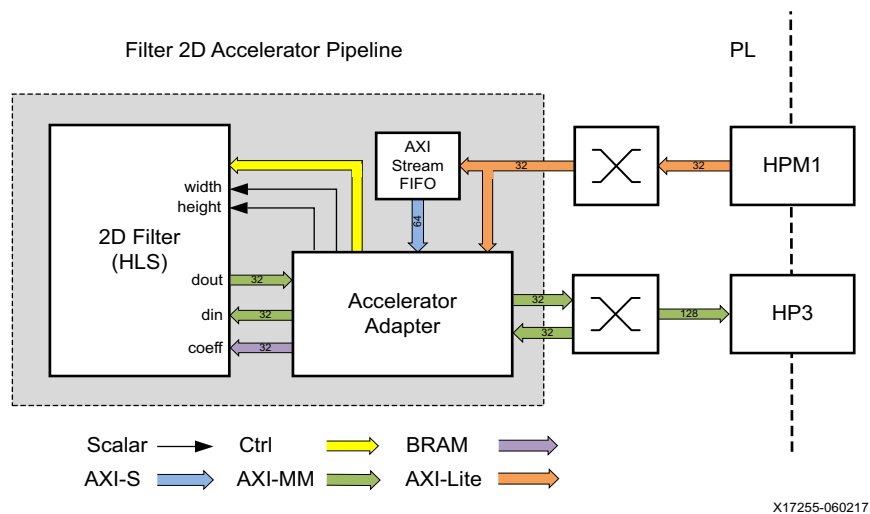 Filter 2D Accelerator Pipeline
PL
AXI
Stream
FIFO
32
32
HPM1
width
height
64
2D Filter
(HLS)
dout
32
din
32
coeff
32
Accelerator
Adapter
32
32
128
HP3
Scalar
Ctrl
BRAM
AXI-S
AXI-MM
AXI-Lite
X17255-060217